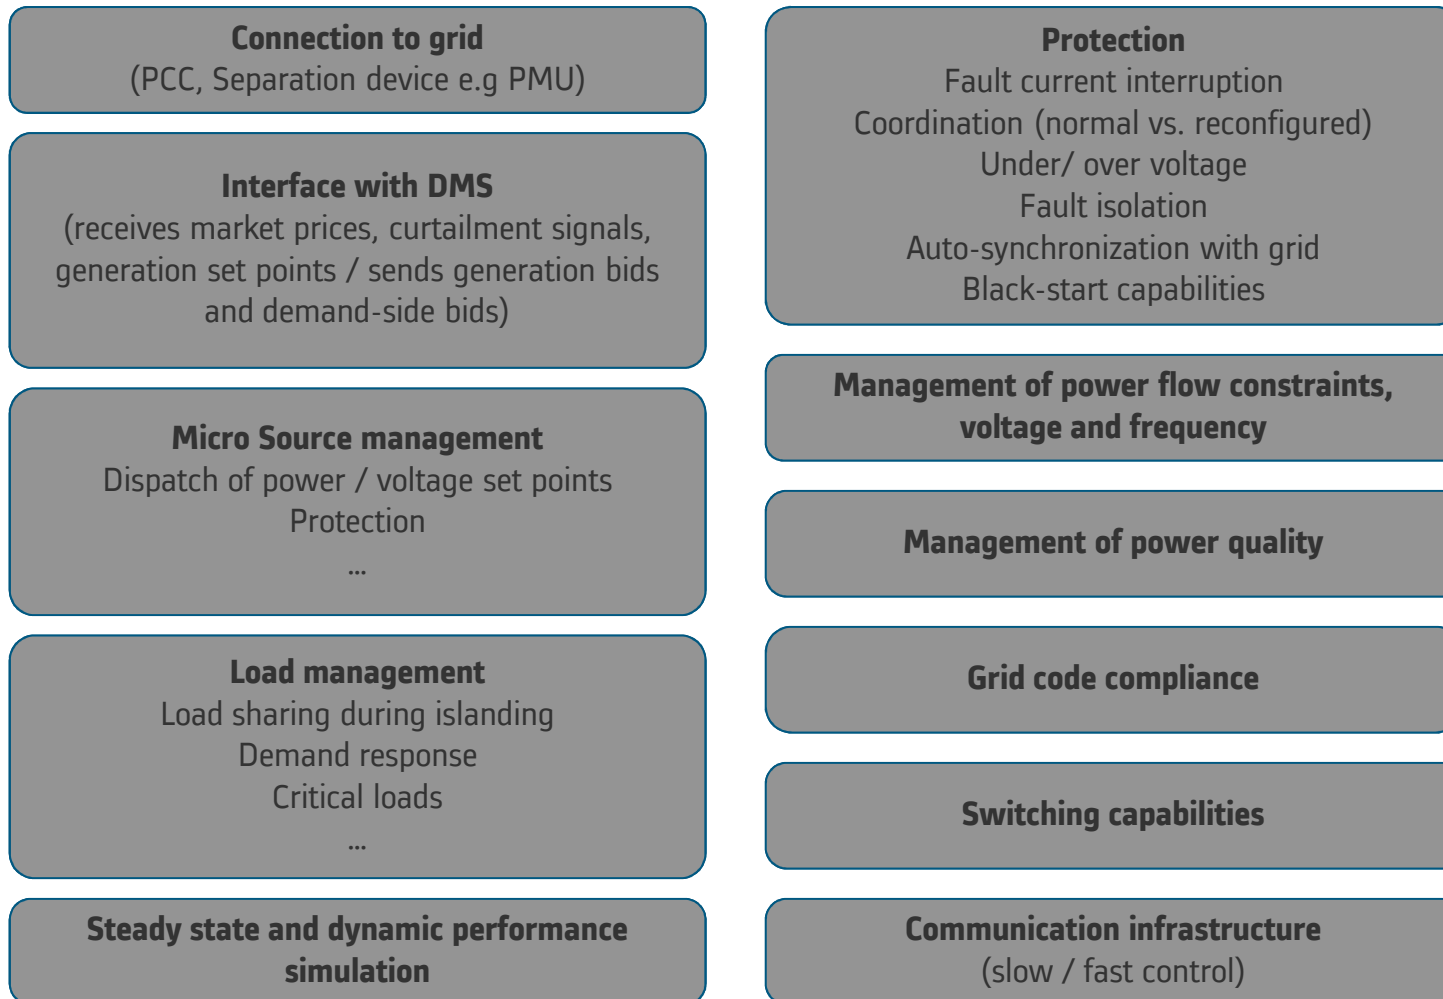 Connection to grid
(PCC, Separation device e.g PMU)
Interface with DMS
(receives market prices, curtailment signals,
generation set points / sends generation bids
and demand-side bids)
Micro Source management
Dispatch of power / voltage set points
Protection
...
Load management
Load sharing during islanding
Demand response
Critical loads
...
Steady state and dynamic performance
simulation
Protection
Fault current interruption
Coordination (normal vs. reconfigured)
Under/ over voltage
Fault isolation
Auto-synchronization with grid
Black-start capabilities
Management of power flow constraints,
voltage and frequency
Management of power quality
Grid code compliance
Switching capabilities
Communication infrastructure
(slow / fast control)